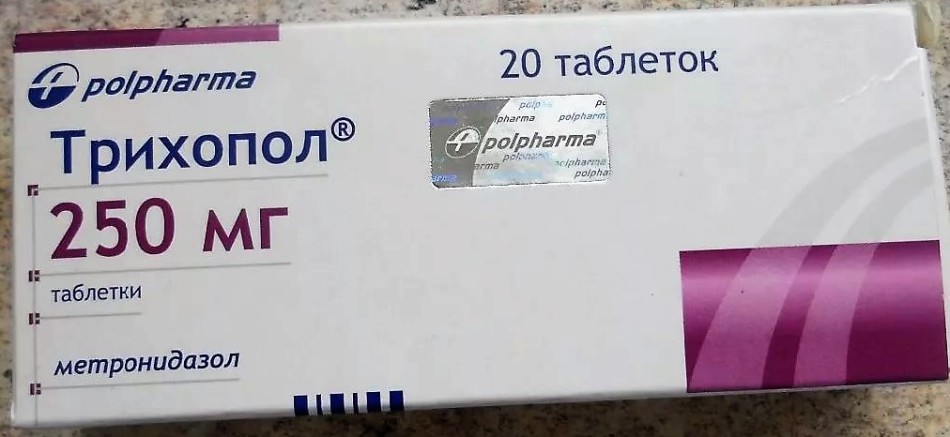 polpharma
20 таблеток
Трихопол®
polpharma
250 мг
таблетки
метронидазол